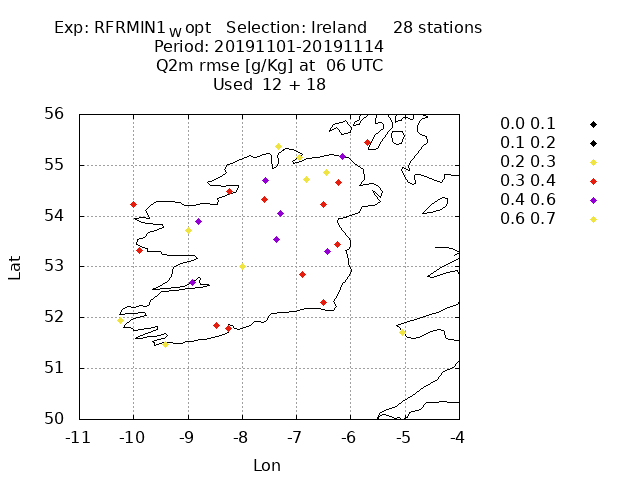 Exp: RFRMIN1wopt Selection: Ireland 28 stations
Period: 20191101-20191114
Q2m rmse [g/Kg] at 06 UTC
Used 12 + 18
56
55
54
53
52
51
50
-11 -10 -9 -8 -7 -6 -5 -4
Lat
Lon
0.0 0.1
0.1 0.2
0.2 0.3
0.3 0.4
0.4 0.6
0.6 0.7